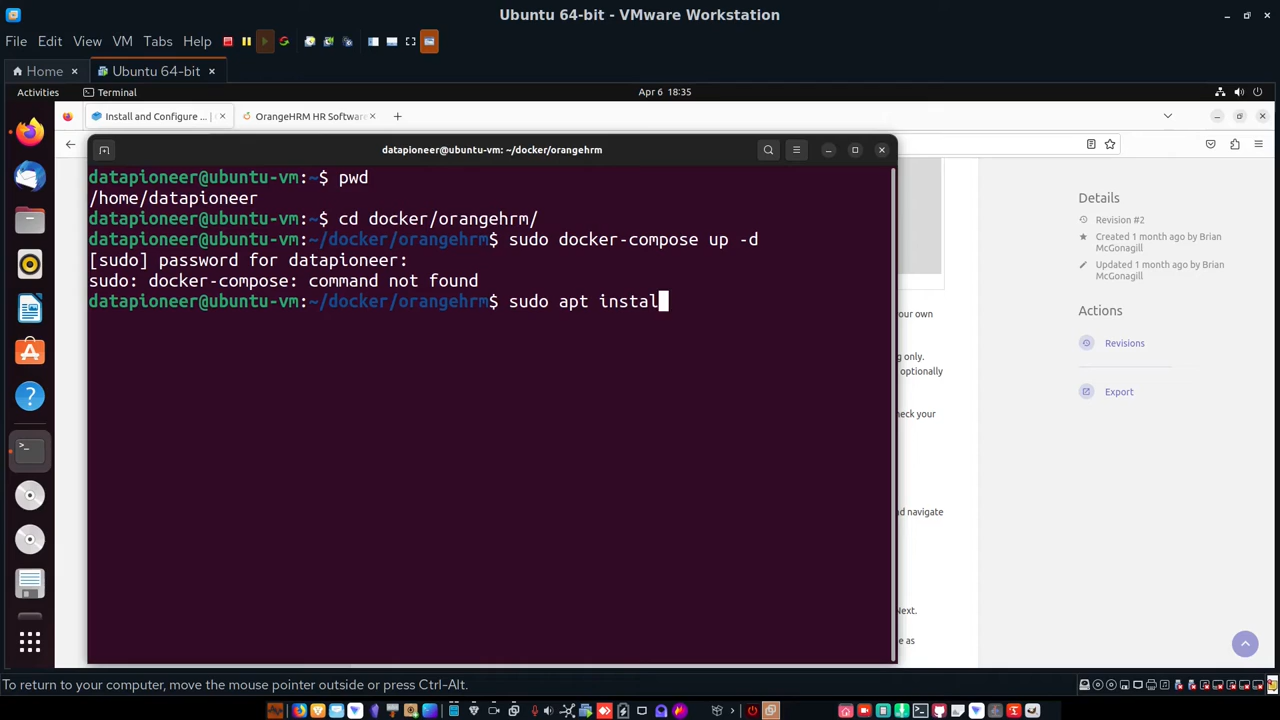 Ubuntu 64-bit - VMware Workstation
File Edit View VM Tabs Help
Home × Ubuntu 64-bit ×
Activities Terminal Apr 6 18:35
Install and Configure ... | × OrangeHRM HR Software × +
datapioneer@ubuntu-vm: ~/docker/orangehrm
datapioneer@ubuntu-vm:~$ pwd
/home/datapioneer
datapioneer@ubuntu-vm:~$ cd docker/orangehrm/
datapioneer@ubuntu-vm:~/docker/orangehrm$ sudo docker-compose up -d
[sudo] password for datapioneer:
sudo: docker-compose: command not found
datapioneer@ubuntu-vm:~/docker/orangehrm$ sudo apt instal
Details
Revision #2
Created 1 month ago by Brian
McGonagill
Updated 1 month ago by Brian
McGonagill
Actions
Revisions
Export
our own
ng only.
optionally
heck your
nd navigate
Next.
e as
To return to your computer, move the mouse pointer outside or press Ctrl-Alt.